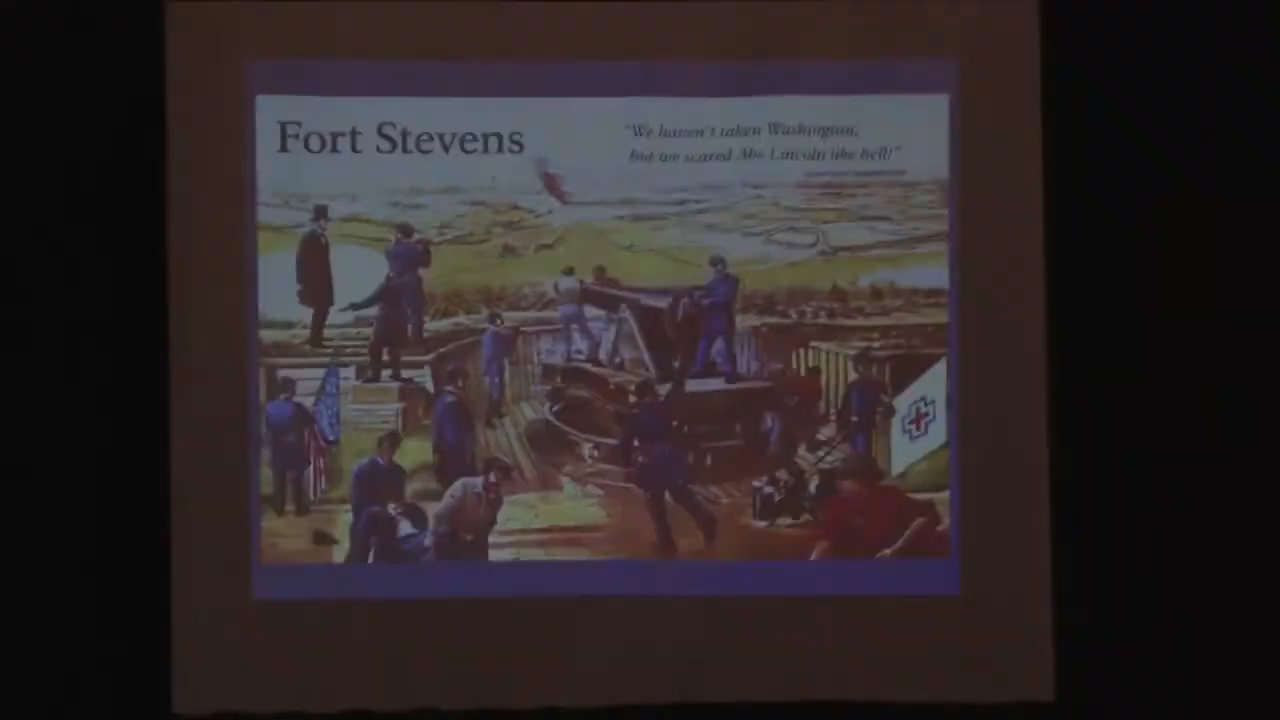 Fort Stevens
"We haven't taken Washington,
but we scared Abe Lincoln like hell!"